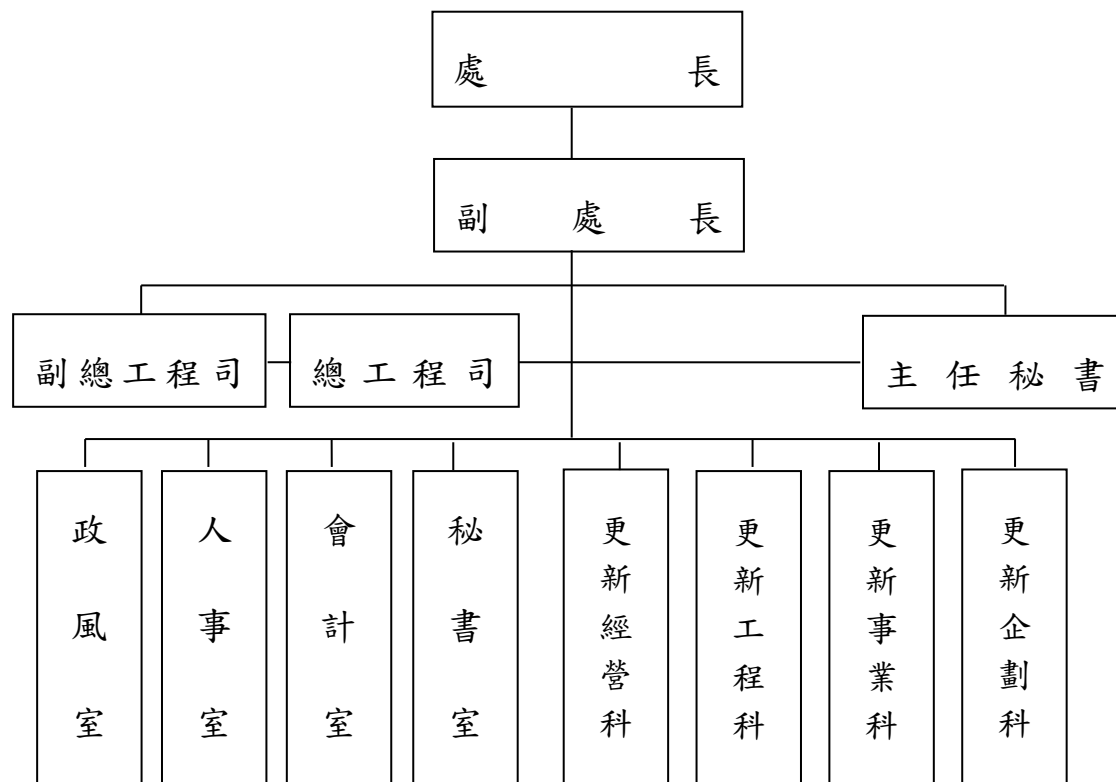 處長
副處長
副總工程司
總工程司
主任秘書
政風室
人事室
會計室
秘書室
更新經營科
更新工程科
更新事業科
更新企劃科